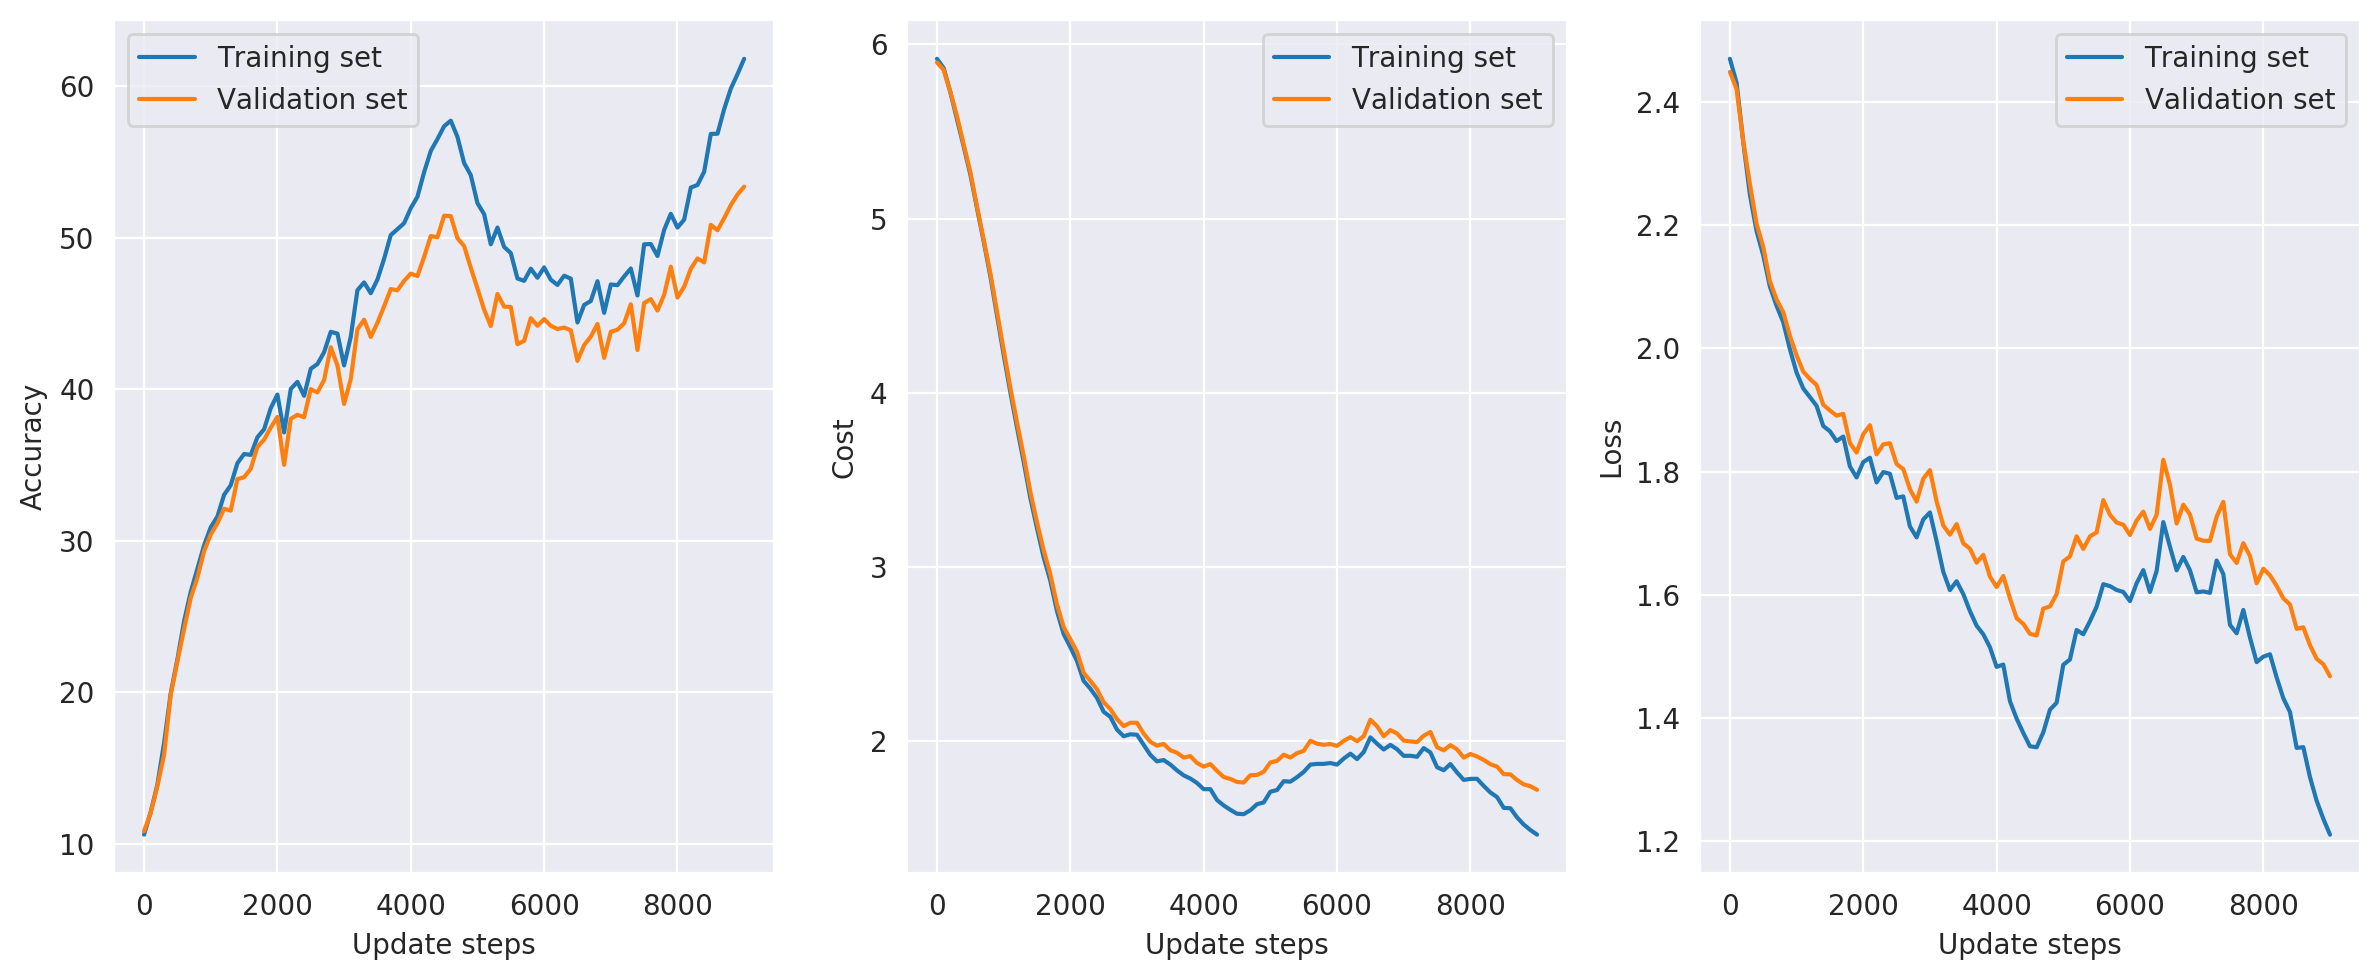 Training set
Validation set
60
50
40
30
20
10
Accuracy
0 2000 4000 6000 8000
Update steps
Training set
Validation set
6
5
4
3
2
Cost
0 2000 4000 6000 8000
Update steps
Training set
Validation set
2.4
2.2
2.0
1.8
1.6
1.4
1.2
Loss
0 2000 4000 6000 8000
Update steps